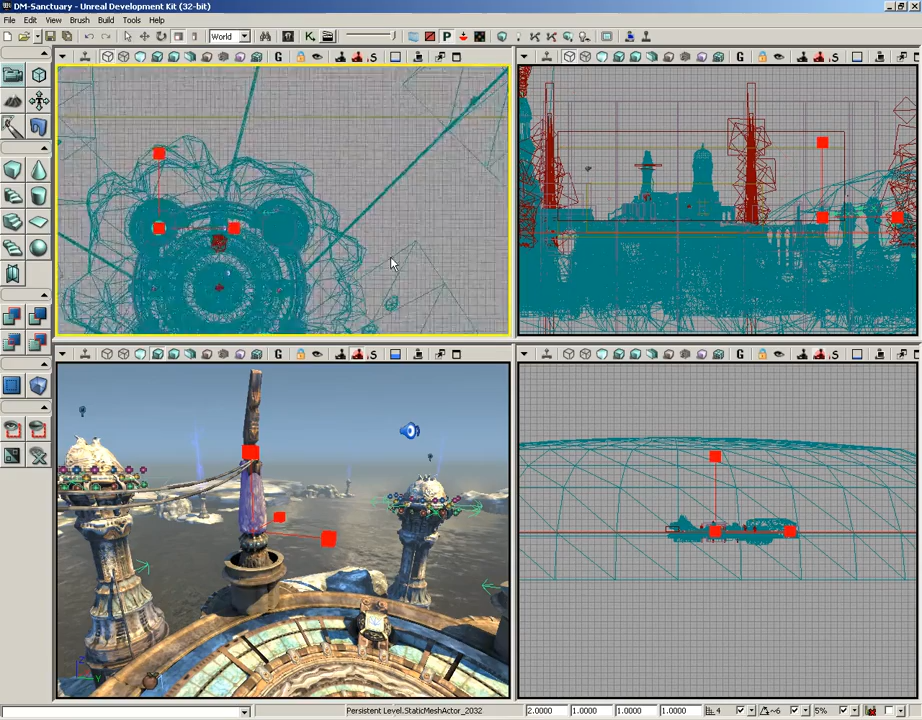 DM-Sanctuary - Unreal Development Kit (32-bit)
File Edit View Brush Build Tools Help
World P K
G S G S
G S G S
Z Y
Persistent Level.StaticMeshActor_2032 2.0000 1.0000 1.0000 1.0000 4 ~6 5%